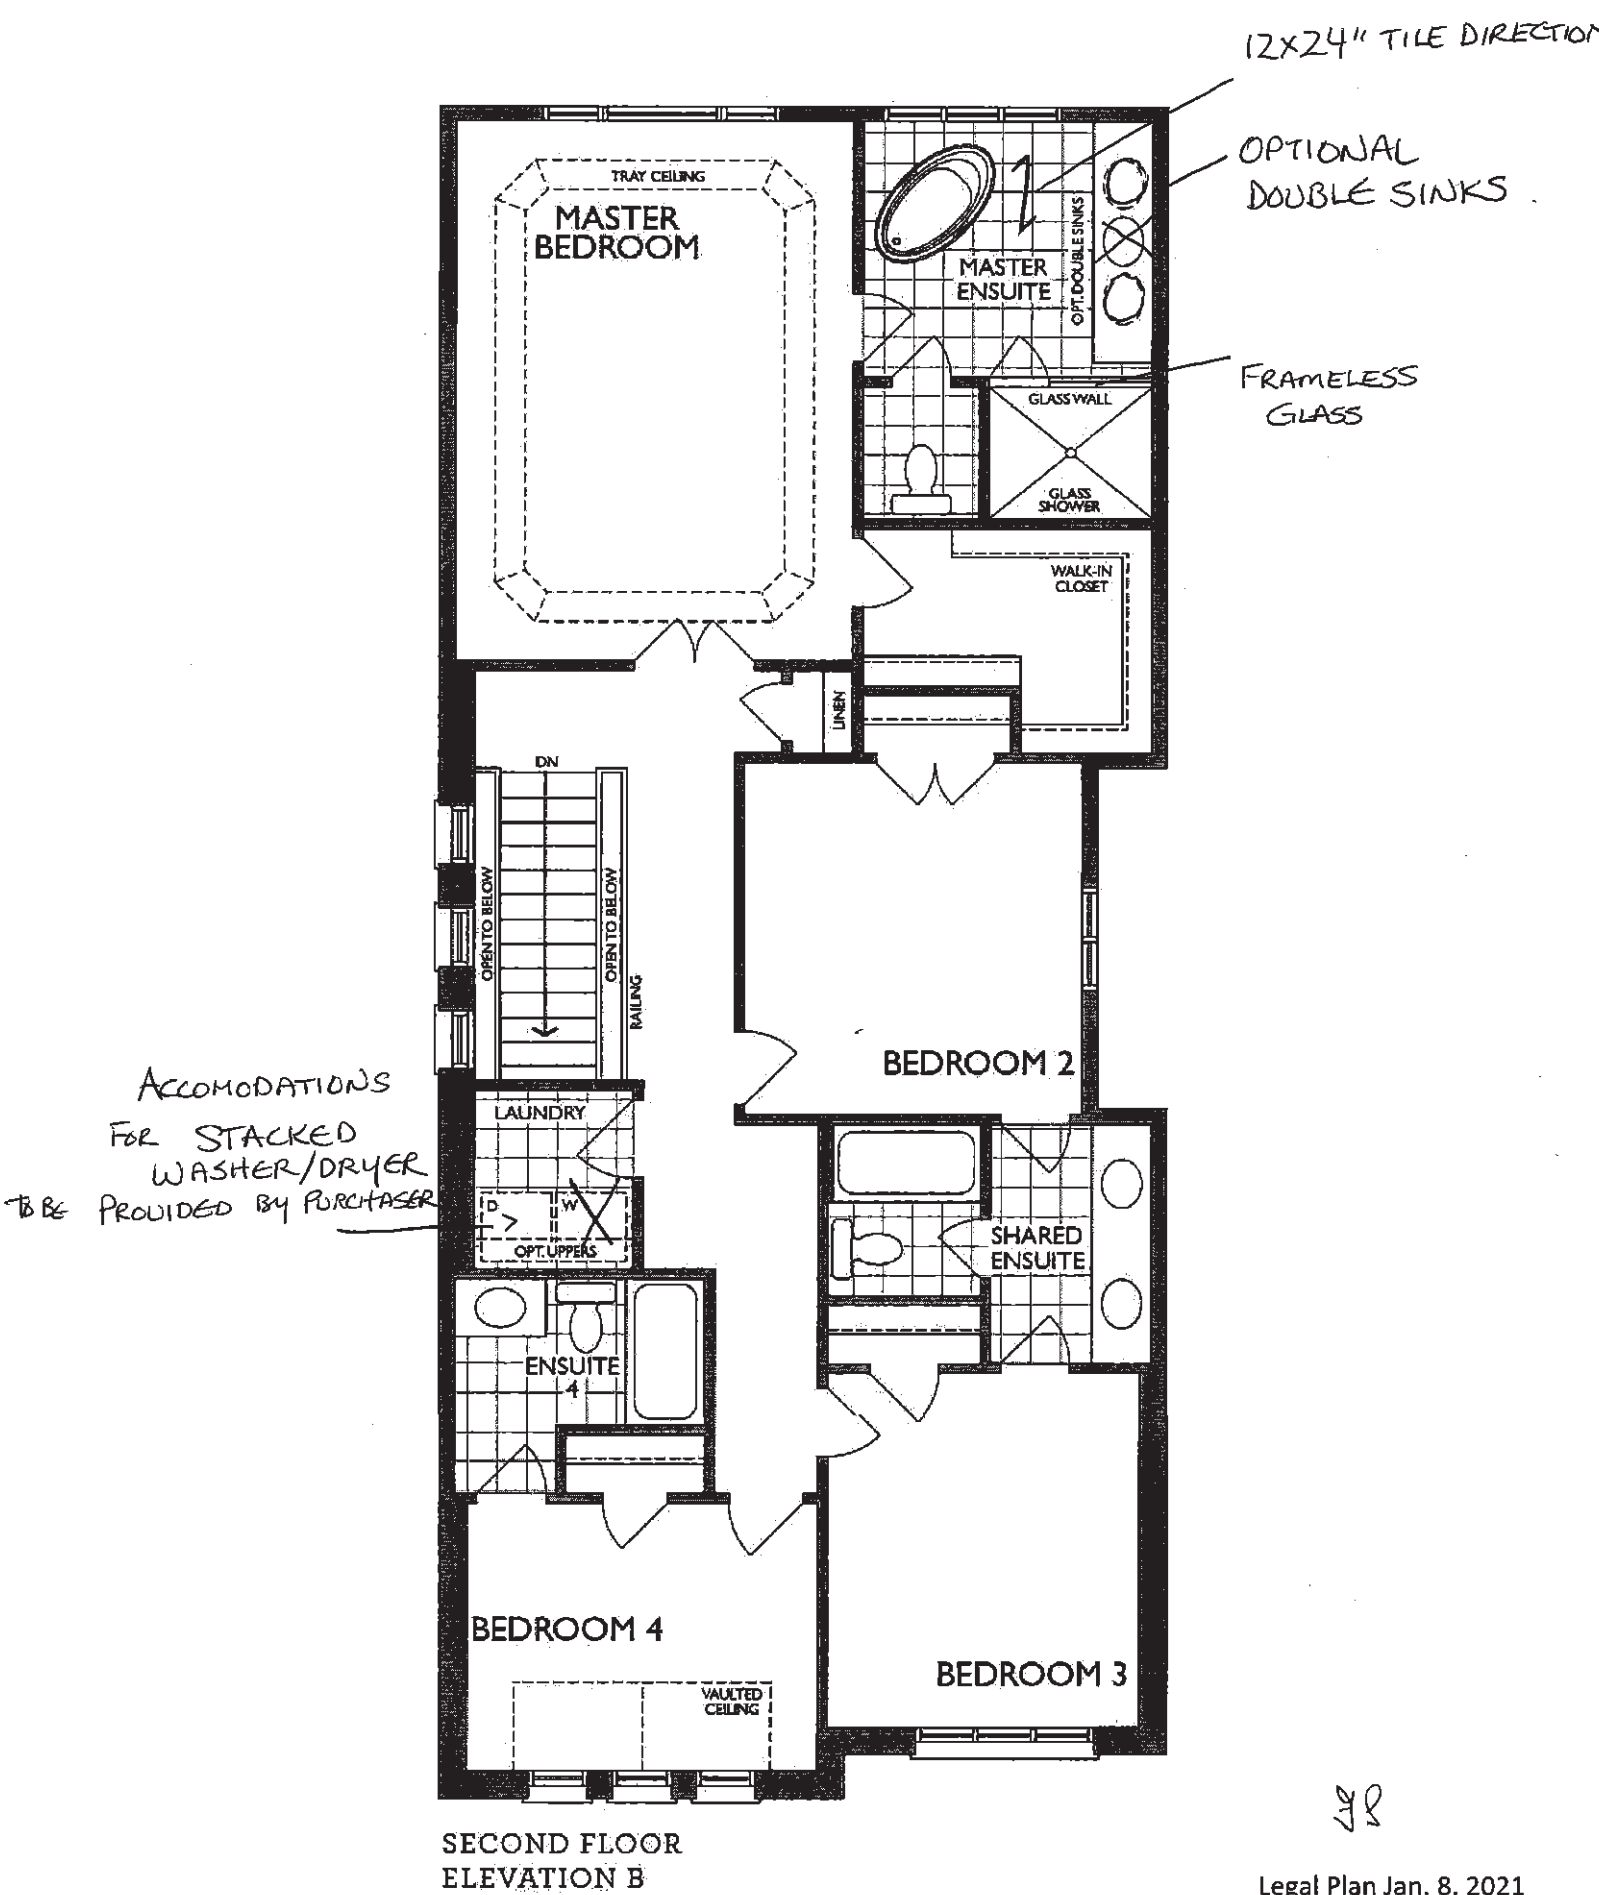 12X24" TILE DIRECTION
OPTIONAL
DOUBLE SINKS
TRAY CEILING
MASTER
BEDROOM
MASTER
ENSUITE
OPT. DOUBLE SINKS
FRAMELESS
GLASS
GLASS WALL
GLASS
SHOWER
WALK-IN
CLOSET
LINEN
DN
OPEN TO BELOW
OPEN TO BELOW
RAILING
BEDROOM 2
ACCOMODATIONS
FOR STACKED
WASHER/DRYER
TO BE PROVIDED BY PURCHASER
LAUNDRY
D W
OPT. UPPERS
SHARED
ENSUITE
ENSUITE
4
BEDROOM 4
BEDROOM 3
VAULTED
CEILING
SECOND FLOOR
ELEVATION B
Legal Plan Jan. 8, 2021